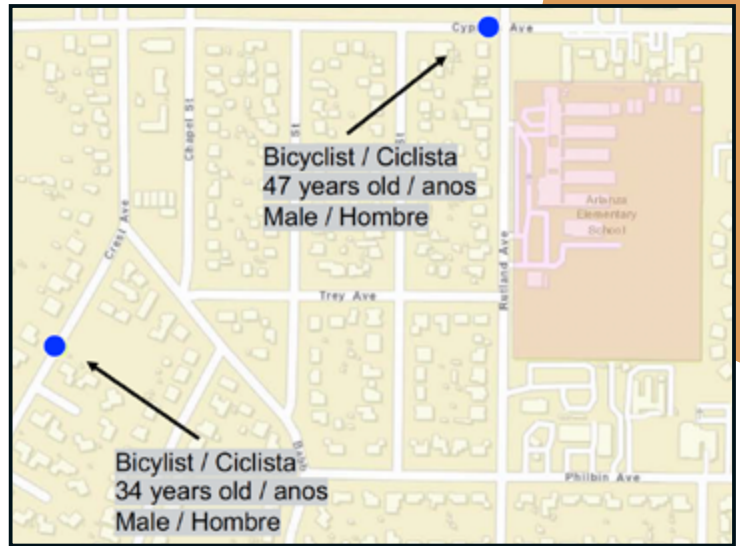 Cyp Ave
Chapel St
St
St
Bicyclist / Ciclista
47 years old / anos
Male / Hombre
Arlanza
Elementary
School
Crest Ave
Rutland Ave
Trey Ave
Bicylist / Ciclista
34 years old / anos
Male / Hombre
Babb
Philbin Ave